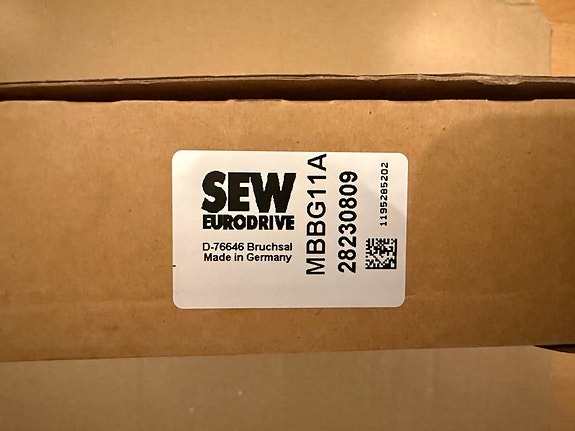 SEW
EURODRIVE
D-76646 Bruchsal
Made in Germany
MBBG11A
28230809
1195285202